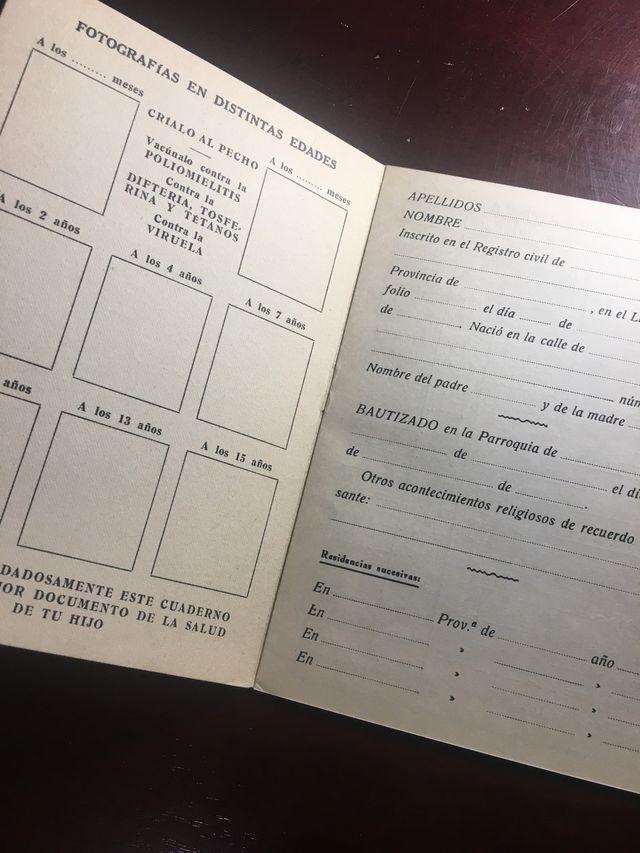 FOTOGRAFÍAS EN DISTINTAS EDADES
A los ......... meses
CRIALO AL PECHO
Vacúnalo contra la
POLIOMIELITIS
Contra la
DIFTERIA, TOSFE-
RINA Y TETANOS
Contra la
VIRUELA
A los ......... meses
A los 2 años
A los 4 años
A los 7 años
años
A los 13 años
A los 15 años
DADOSAMENTE ESTE CUADERNO
DOCUMENTO DE LA SALUD
DE TU HIJO
APELLIDOS
NOMBRE
Inscrito en el Registro civil de
Provincia de , en el
folio el día de
de . Nació en la calle de
núm
Nombre del padre y de la madre
BAUTIZADO en la Parroquia de
el
de de
de .
Otros acontecimientos religiosos de recuerdo
sante:
Residencias sucesivas:
En Prov.ª de año
En » »
En » »
En » »